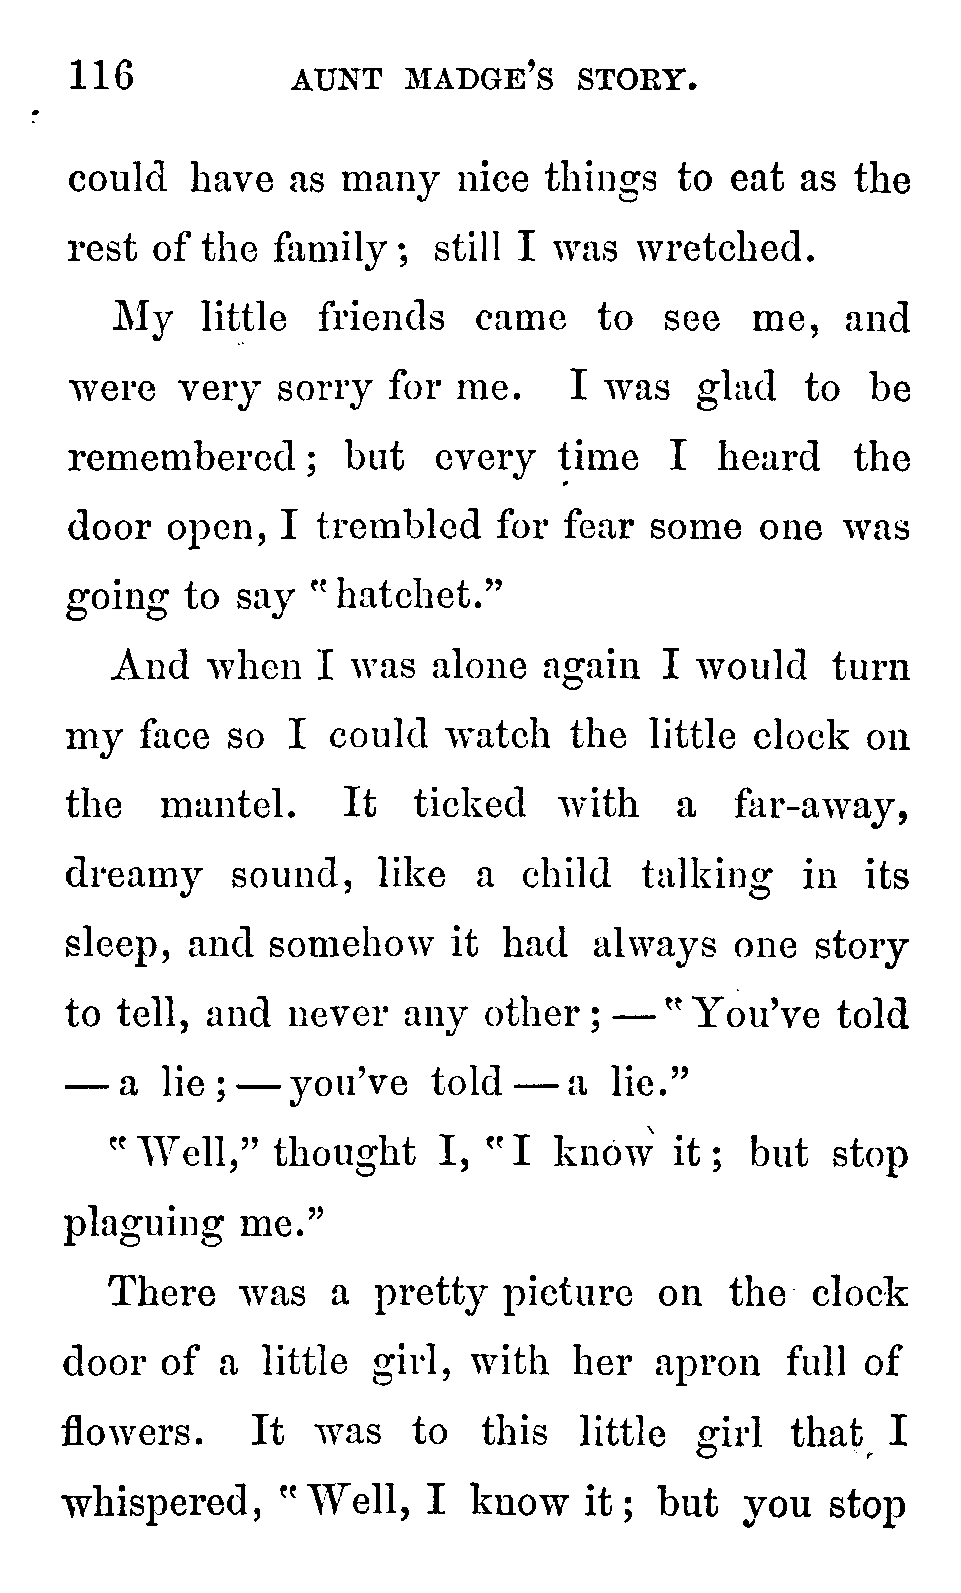 116 AUNT MADGE'S STORY.
could have as many nice things to eat as the
rest of the family; still I was wretched.
My little friends came to see me, and
were very sorry for me. I was glad to be
remembered; but every time I heard the
door open, I trembled for fear some one was
going to say "hatchet."
And when I was alone again I would turn
my face so I could watch the little clock on
the mantel. It ticked with a far-away,
dreamy sound, like a child talking in its
sleep, and somehow it had always one story
to tell, and never any other;—"You've told
—a lie;—you've told—a lie."
"Well," thought I, "I know it; but stop
plaguing me."
There was a pretty picture on the clock
door of a little girl, with her apron full of
flowers. It was to this little girl that I
whispered, "Well, I know it; but you stop